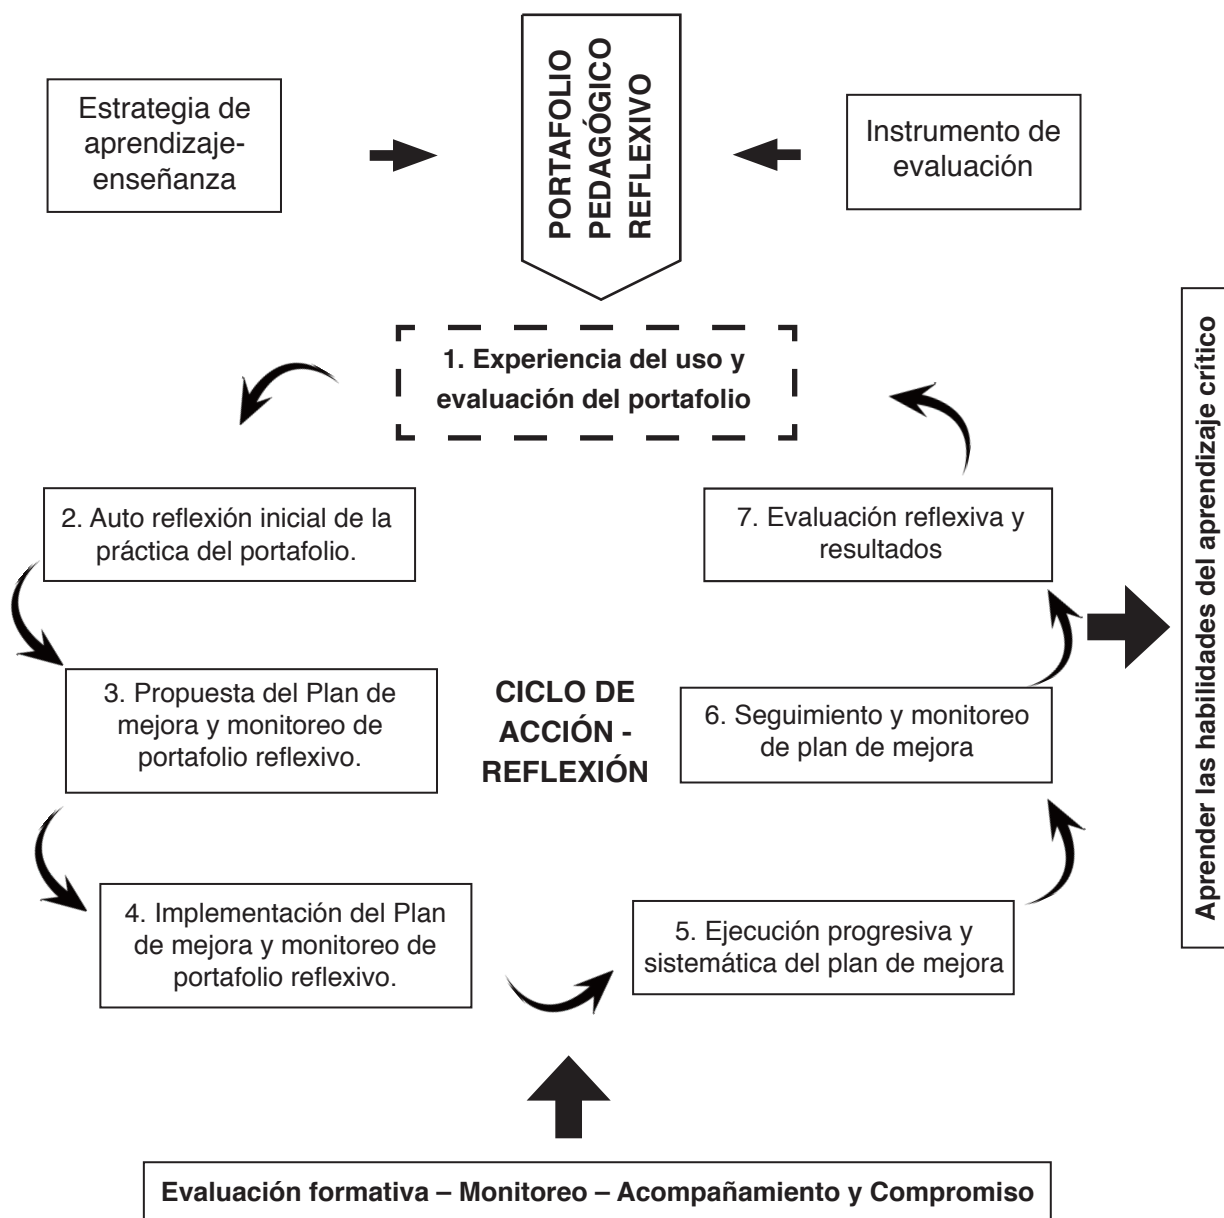 Estrategia de
aprendizaje-
enseñanza
PORTAFOLIO
PEDAGÓGICO
REFLEXIVO
Instrumento de
evaluación
1. Experiencia del uso y
evaluación del portafolio
2. Auto reflexión inicial de la
práctica del portafolio.
7. Evaluación reflexiva y
resultados
3. Propuesta del Plan de
mejora y monitoreo de
portafolio reflexivo.
CICLO DE
ACCIÓN -
REFLEXIÓN
6. Seguimiento y monitoreo
de plan de mejora
4. Implementación del Plan
de mejora y monitoreo de
portafolio reflexivo.
5. Ejecución progresiva y
sistemática del plan de mejora
Aprender las habilidades del aprendizaje crítico
Evaluación formativa – Monitoreo – Acompañamiento y Compromiso